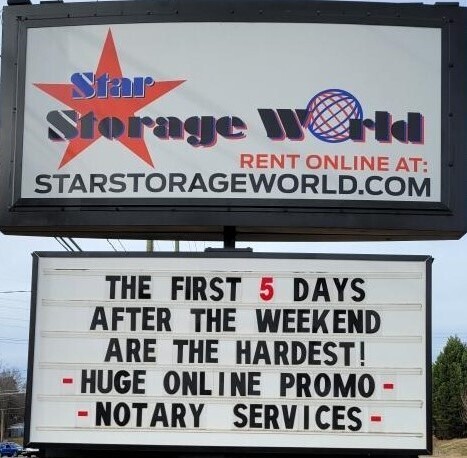 Star
Storage World
RENT ONLINE AT:
STARSTORAGEWORLD.COM
THE FIRST 5 DAYS
AFTER THE WEEKEND
ARE THE HARDEST!
- HUGE ONLINE PROMO -
- NOTARY SERVICES -